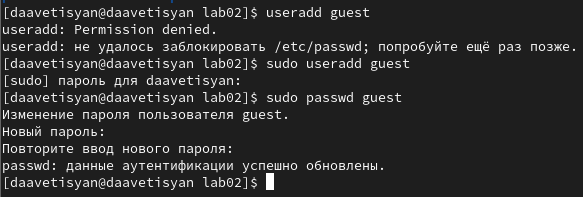 [daavetisyan@daavetisyan lab02]$ useradd guest
useradd: Permission denied.
useradd: не удалось заблокировать /etc/passwd; попробуйте ещё раз позже.
[daavetisyan@daavetisyan lab02]$ sudo useradd guest
[sudo] пароль для daavetisyan:
[daavetisyan@daavetisyan lab02]$ sudo passwd guest
Изменение пароля пользователя guest.
Новый пароль:
Повторите ввод нового пароля:
passwd: данные аутентификации успешно обновлены.
[daavetisyan@daavetisyan lab02]$